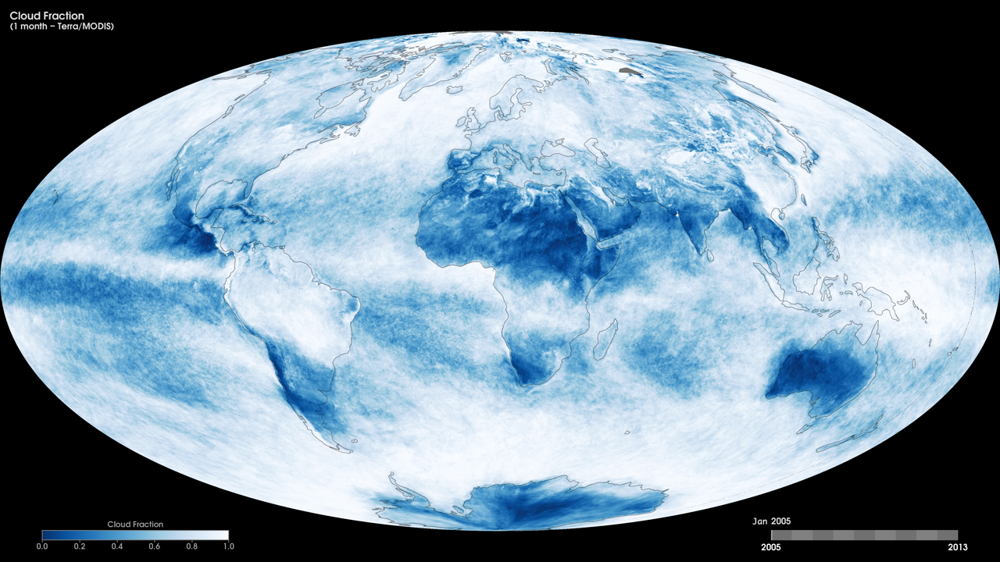 Cloud Fraction
(1 month – Terra/MODIS)
Cloud Fraction
0.0 0.2 0.4 0.6 0.8 1.0
Jan 2005
2005 2013